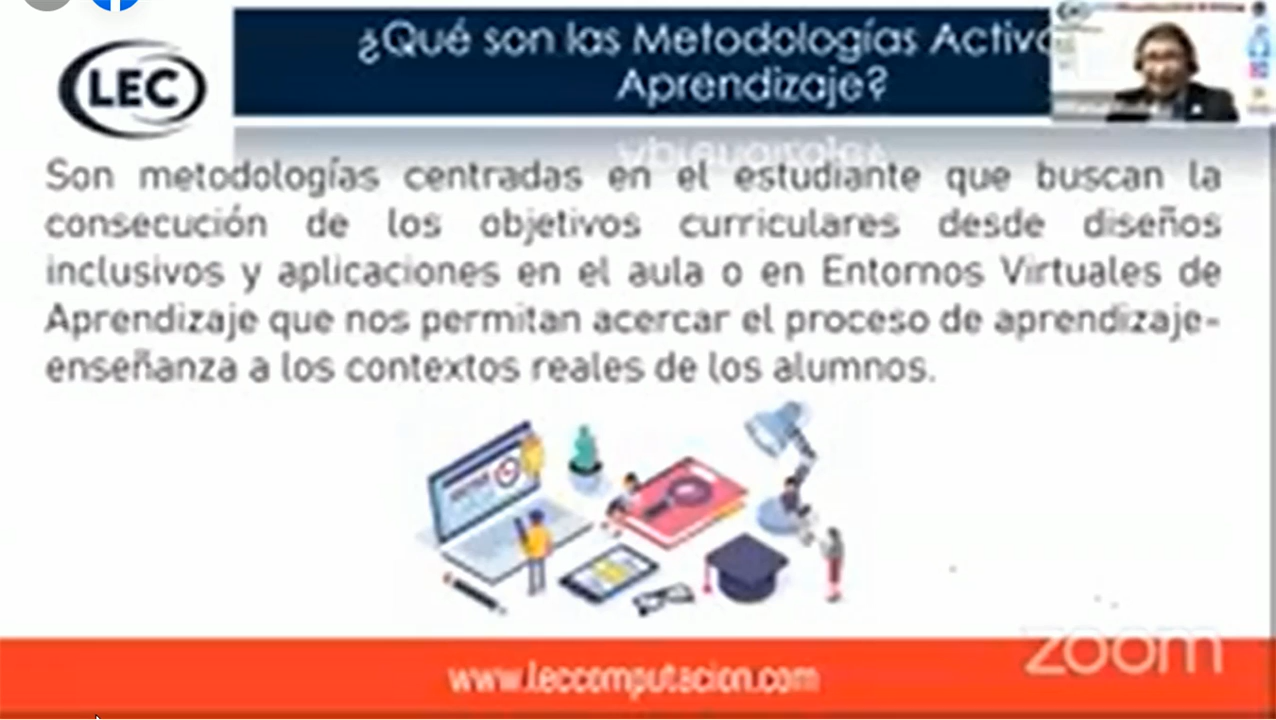 LEC
¿Qué son las Metodologías Activ
Aprendizaje?
Son metodologías centradas en el estudiante que buscan la
consecución de los objetivos curriculares desde diseños
inclusivos y aplicaciones en el aula o en Entornos Virtuales de
Aprendizaje que nos permitan acercar el proceso de aprendizaje-
enseñanza a los contextos reales de los alumnos.
zoom
www.leccomputacion.com